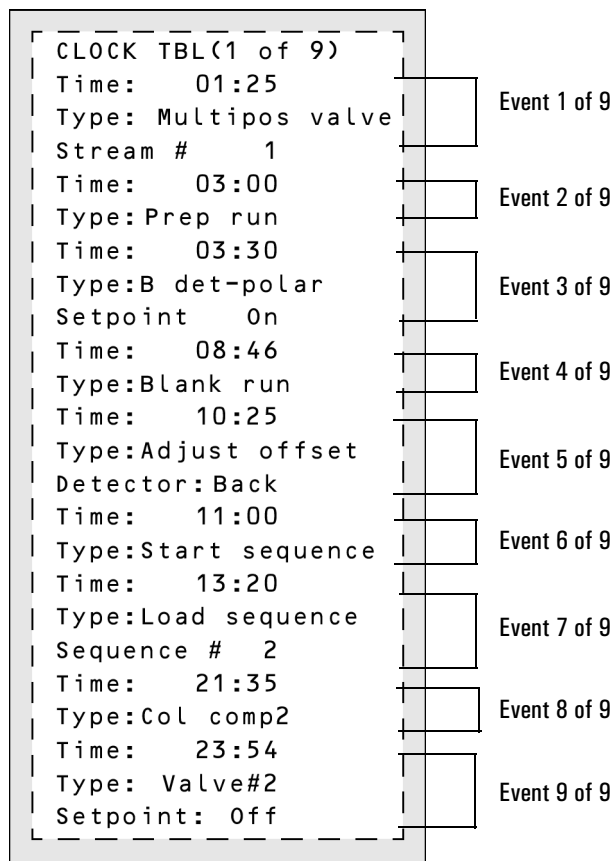 CLOCK TBL(1 of 9)
Time: 01:25
Type: Multipos valve
Stream # 1
Time: 03:00
Type:Prep run
Time: 03:30
Type:B det-polar
Setpoint On
Time: 08:46
Type:Blank run
Time: 10:25
Type:Adjust offset
Detector:Back
Time: 11:00
Type:Start sequence
Time: 13:20
Type:Load sequence
Sequence # 2
Time: 21:35
Type:Col comp2
Time: 23:54
Type: Valve#2
Setpoint: Off
Event 1 of 9
Event 2 of 9
Event 3 of 9
Event 4 of 9
Event 5 of 9
Event 6 of 9
Event 7 of 9
Event 8 of 9
Event 9 of 9